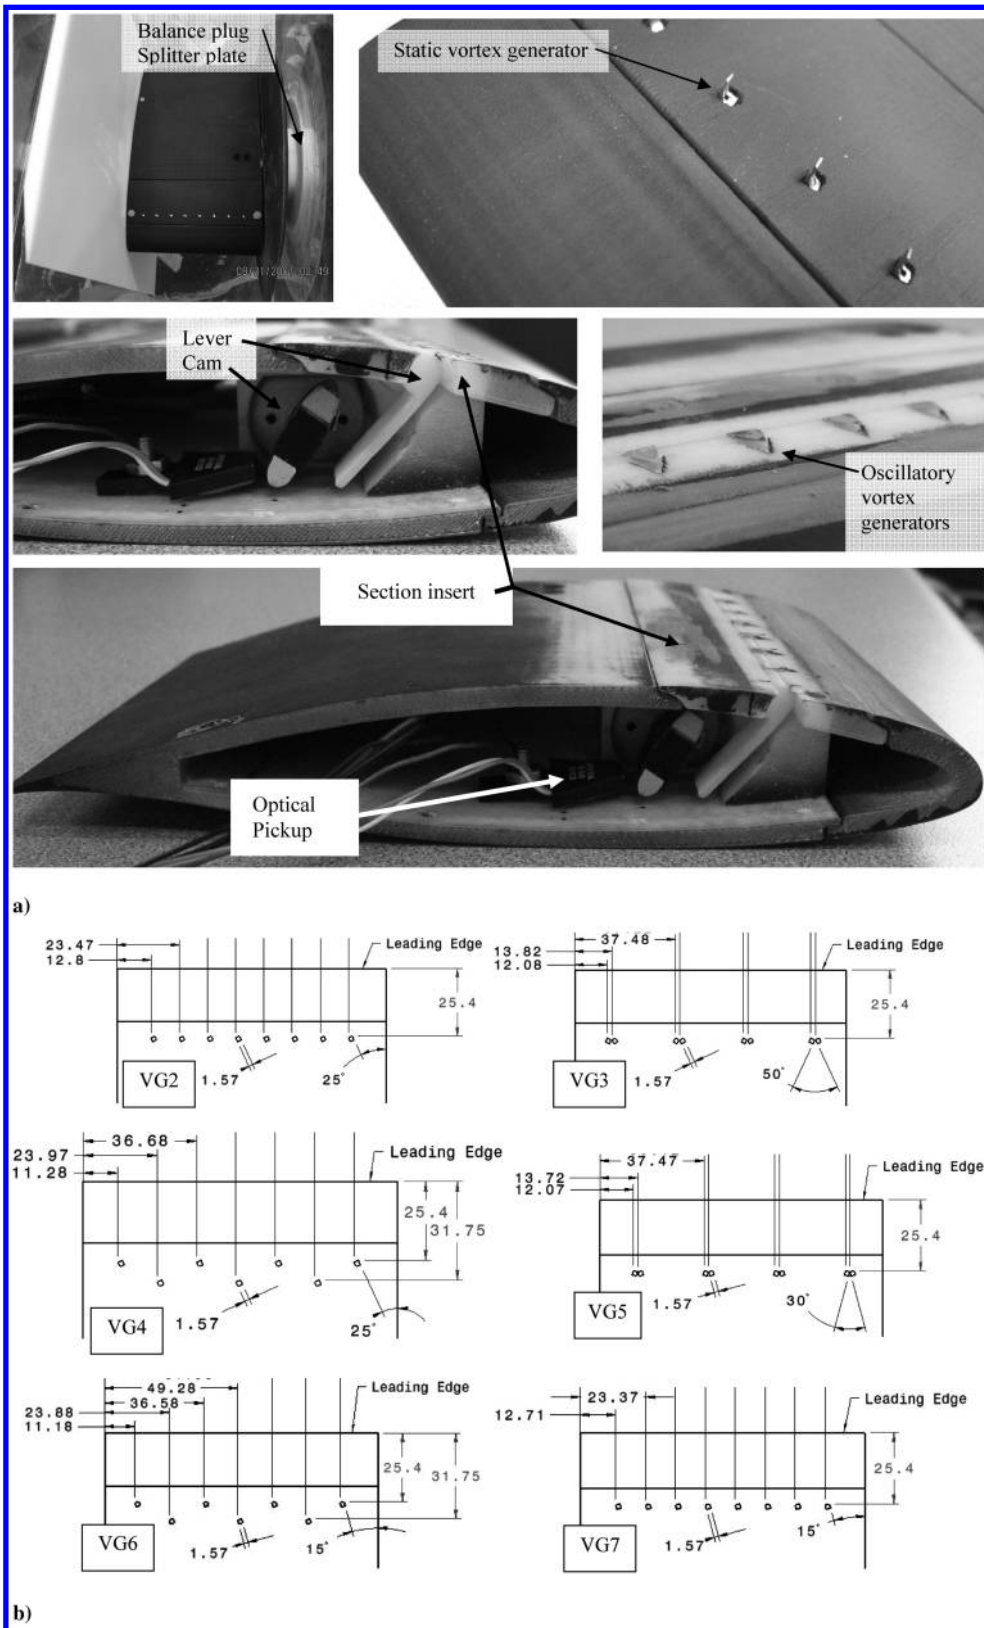 Balance plug
Splitter plate
Static vortex generator
Lever
Cam
Oscillatory
vortex
generators
Section insert
Optical
Pickup
a)
23.47
12.8
Leading Edge
25.4
VG2
1.57
25°
37.48
13.82
12.08
Leading Edge
25.4
VG3
1.57
50°
36.68
23.97
11.28
Leading Edge
25.4
31.75
VG4
1.57
25°
37.47
13.72
12.07
Leading Edge
25.4
VG5
1.57
30°
49.28
36.58
23.88
11.18
Leading Edge
25.4
31.75
VG6
1.57
15°
23.37
12.71
Leading Edge
25.4
VG7
1.57
15°
b)